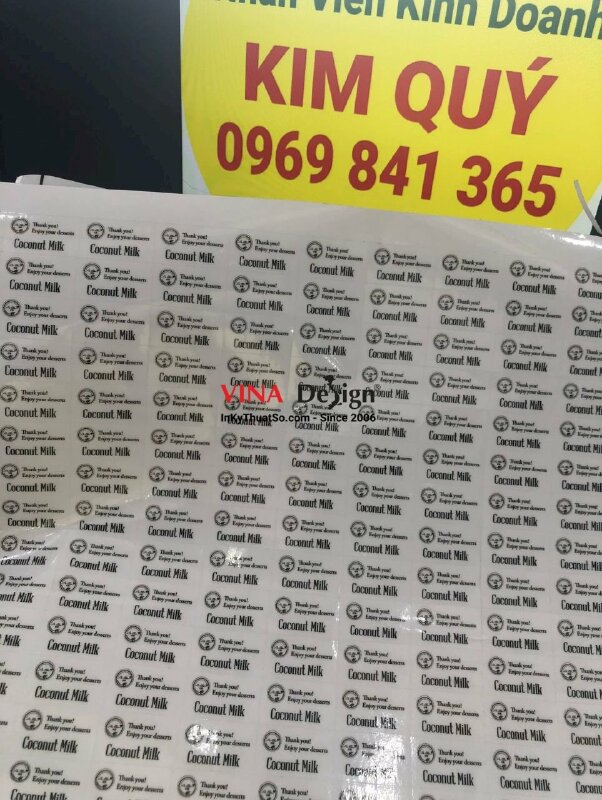 Nhân Viên Kinh Doanh
KIM QUÝ
0969 841 365
Thank you!
Enjoy your desserts
Coconut Milk
VINA Design®
InKyThuatSo.com - Since 2006